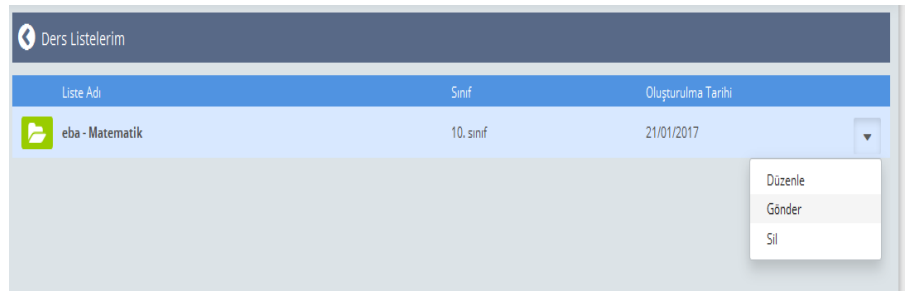 Ders Listelerim
Liste Adı Sınıf Oluşturulma Tarihi
eba - Matematik 10. sınıf 21/01/2017
Düzenle
Gönder
Sil